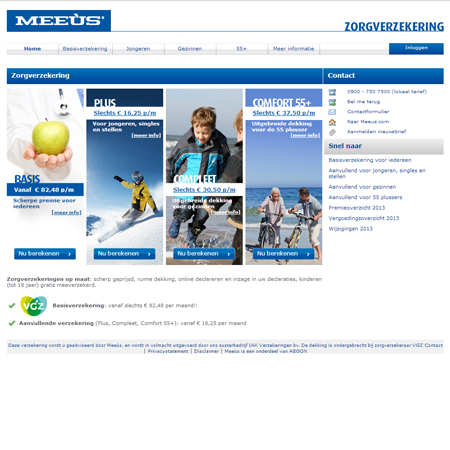 MEEÙS
ZORGVERZEKERING
Home Basisverzekering Jongeren Gezinnen 55+ Meer informatie Inloggen
Zorgverzekering
BASIS
Vanaf € 82,48 p/m
Scherpe premie voor iedereen
[meer info]
Nu berekenen
PLUS
Slechts € 16,25 p/m
Voor jongeren, singles en stellen
[meer info]
Nu berekenen
COMPLEET
Slechts € 30,50 p/m
Uitgebreide dekking voor gezinnen
[meer info]
Nu berekenen
COMFORT 55+
Slechts € 37,50 p/m
Uitgebreide dekking voor de 55 plusser
[meer info]
Nu berekenen
Contact
0900 - 730 7500 (lokaal tarief)
Bel me terug
Contactformulier
Naar Meeus.com
Aanmelden nieuwsbrief
Snel naar
Basisverzekering voor iedereen
Aanvullend voor jongeren, singles en
stellen
Aanvullend voor gezinnen
Aanvullend voor 55 plussers
Premieoverzicht 2013
Vergoedingsoverzicht 2013
Wijzigingen 2013
Zorgverzekeringen op maat: scherp geprijsd, ruime dekking, online declareren en inzage in uw declaraties, kinderen
(tot 18 jaar) gratis meeverzekerd.
VGZ Basisverzekering: vanaf slechts € 82,48 per maand!!
Aanvullende verzekering (Plus, Compleet, Comfort 55+): vanaf € 16,25 per maand
Deze verzekering wordt u geadviseerd door Meeùs, en wordt in volmacht uitgevoerd door ons zusterbedrijf IAK Verzekeringen bv. De dekking is ondergebracht bij zorgverzekeraar VGZ Contact
| Privacystatement | Disclaimer | Meeùs is een onderdeel van AEGON